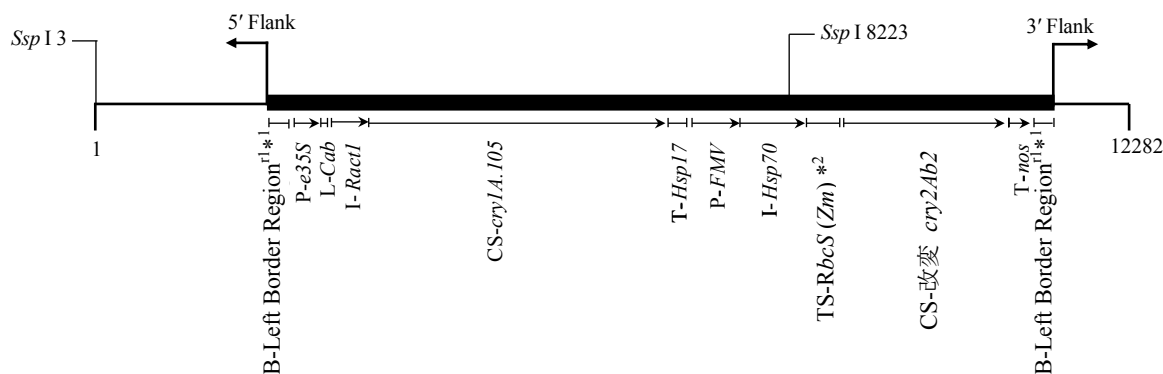 5′ Flank
3′ Flank
Ssp I 3
Ssp I 8223
1
12282
B-Left Border Region^r1*1
P-e35S
L-Cab
I-Ract1
CS-cry1A.105
T-Hsp17
P-FMV
I-Hsp70
TS-RbcS (Zm) *2
CS-改変 cry2Ab2
T-nos
B-Left Border Region^r1*1